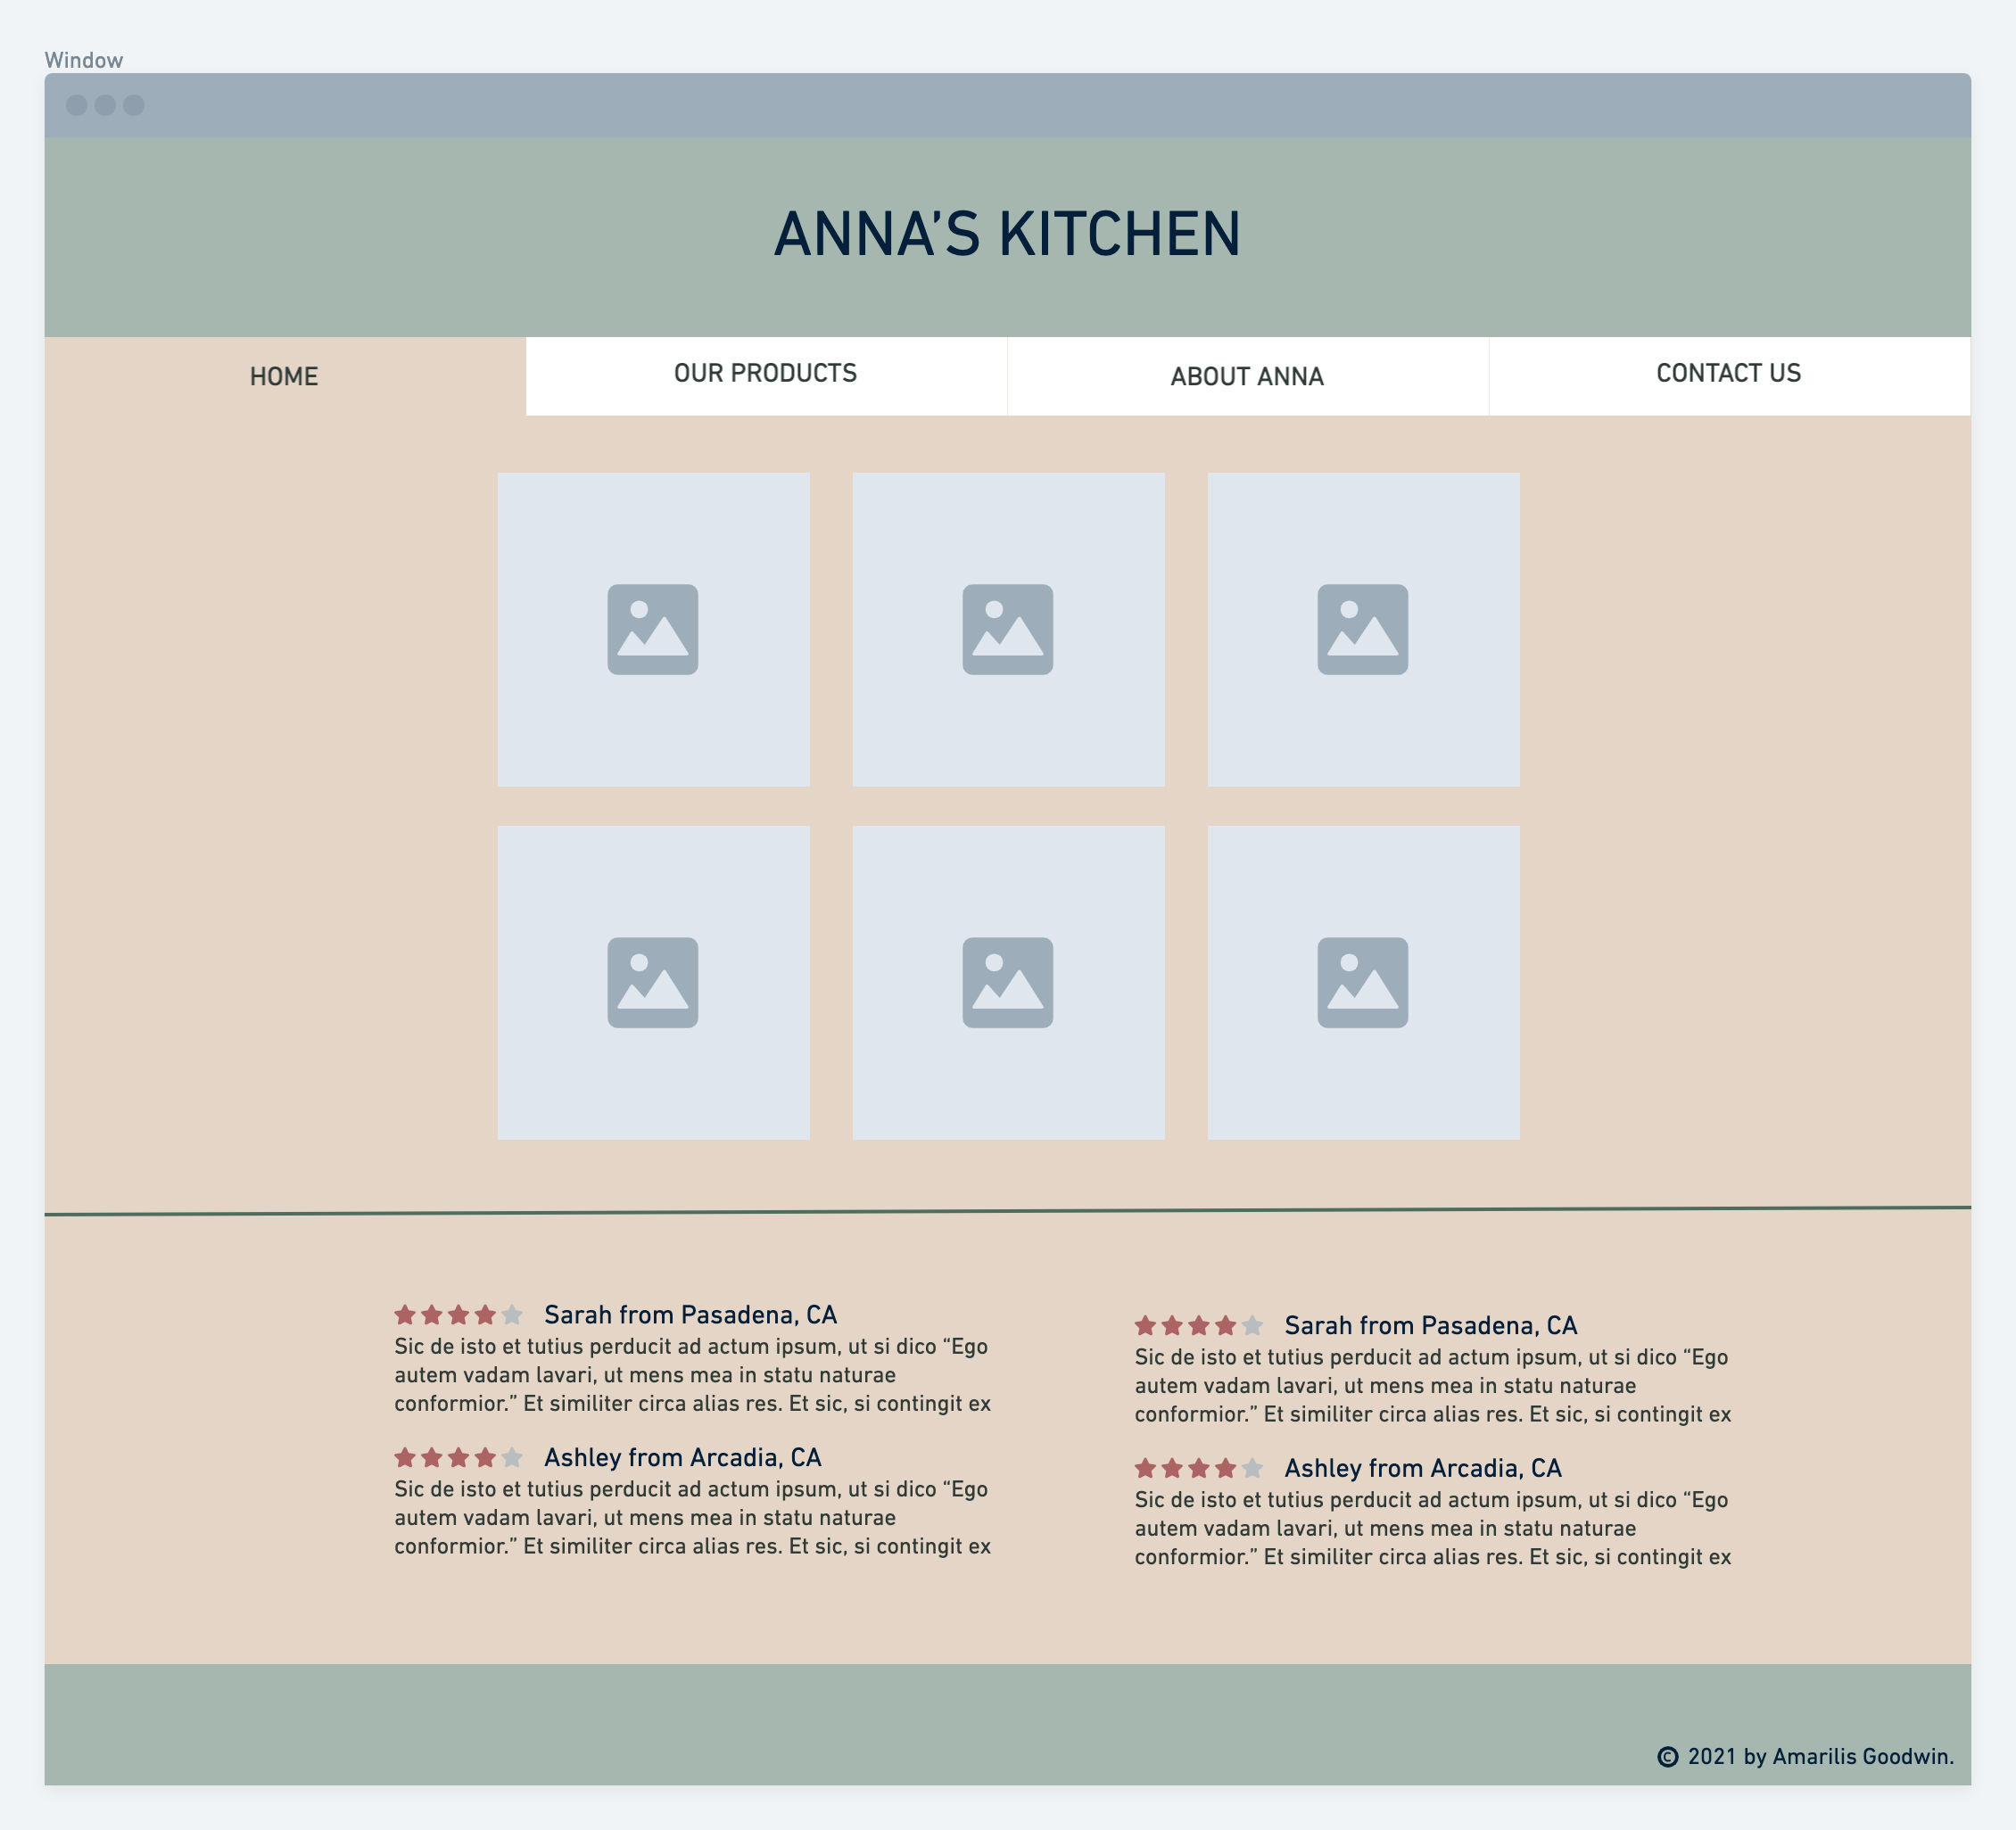 Window
ANNA’S KITCHEN
HOME
OUR PRODUCTS
ABOUT ANNA
CONTACT US
Sarah from Pasadena, CA
Sic de isto et tutius perducit ad actum ipsum, ut si dico “Ego
autem vadam lavari, ut mens mea in statu naturae
conformior.” Et similiter circa alias res. Et sic, si contingit ex
Ashley from Arcadia, CA
Sic de isto et tutius perducit ad actum ipsum, ut si dico “Ego
autem vadam lavari, ut mens mea in statu naturae
conformior.” Et similiter circa alias res. Et sic, si contingit ex
Sarah from Pasadena, CA
Sic de isto et tutius perducit ad actum ipsum, ut si dico “Ego
autem vadam lavari, ut mens mea in statu naturae
conformior.” Et similiter circa alias res. Et sic, si contingit ex
Ashley from Arcadia, CA
Sic de isto et tutius perducit ad actum ipsum, ut si dico “Ego
autem vadam lavari, ut mens mea in statu naturae
conformior.” Et similiter circa alias res. Et sic, si contingit ex
© 2021 by Amarilis Goodwin.